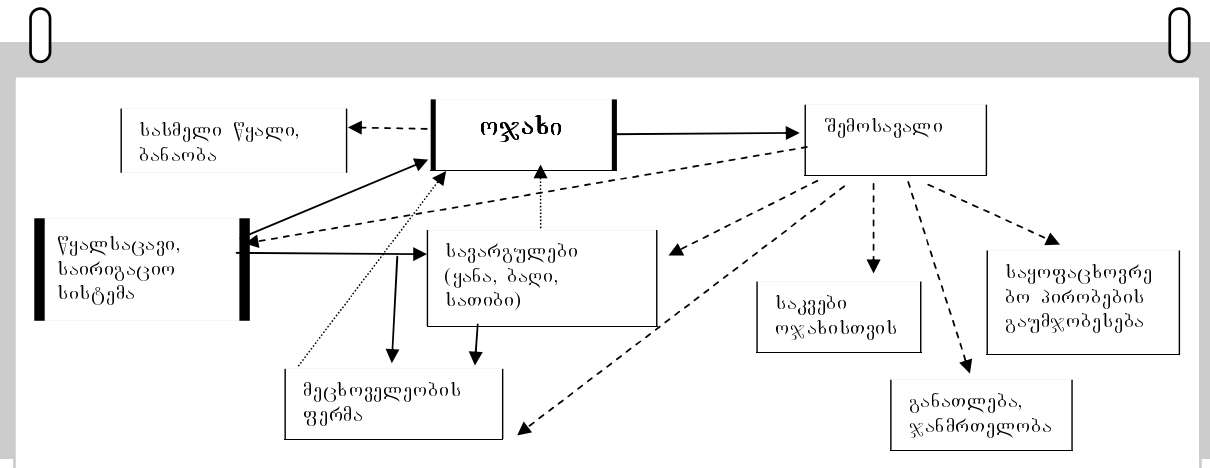 სასმელი წყალი,
ბანაობა
ოჯახი
შემოსავალი
წყალსაცავი,
საირიგაციო
სისტემა
სავარგულები
(ყანა, ბაღი,
სათიბი)
საკვები
ოჯახისთვის
საყოფაცხოვრე
ბო პირობების
გაუმჯობესება
მეცხოველეობის
ფერმა
განათლება,
ჯანმრთელობა